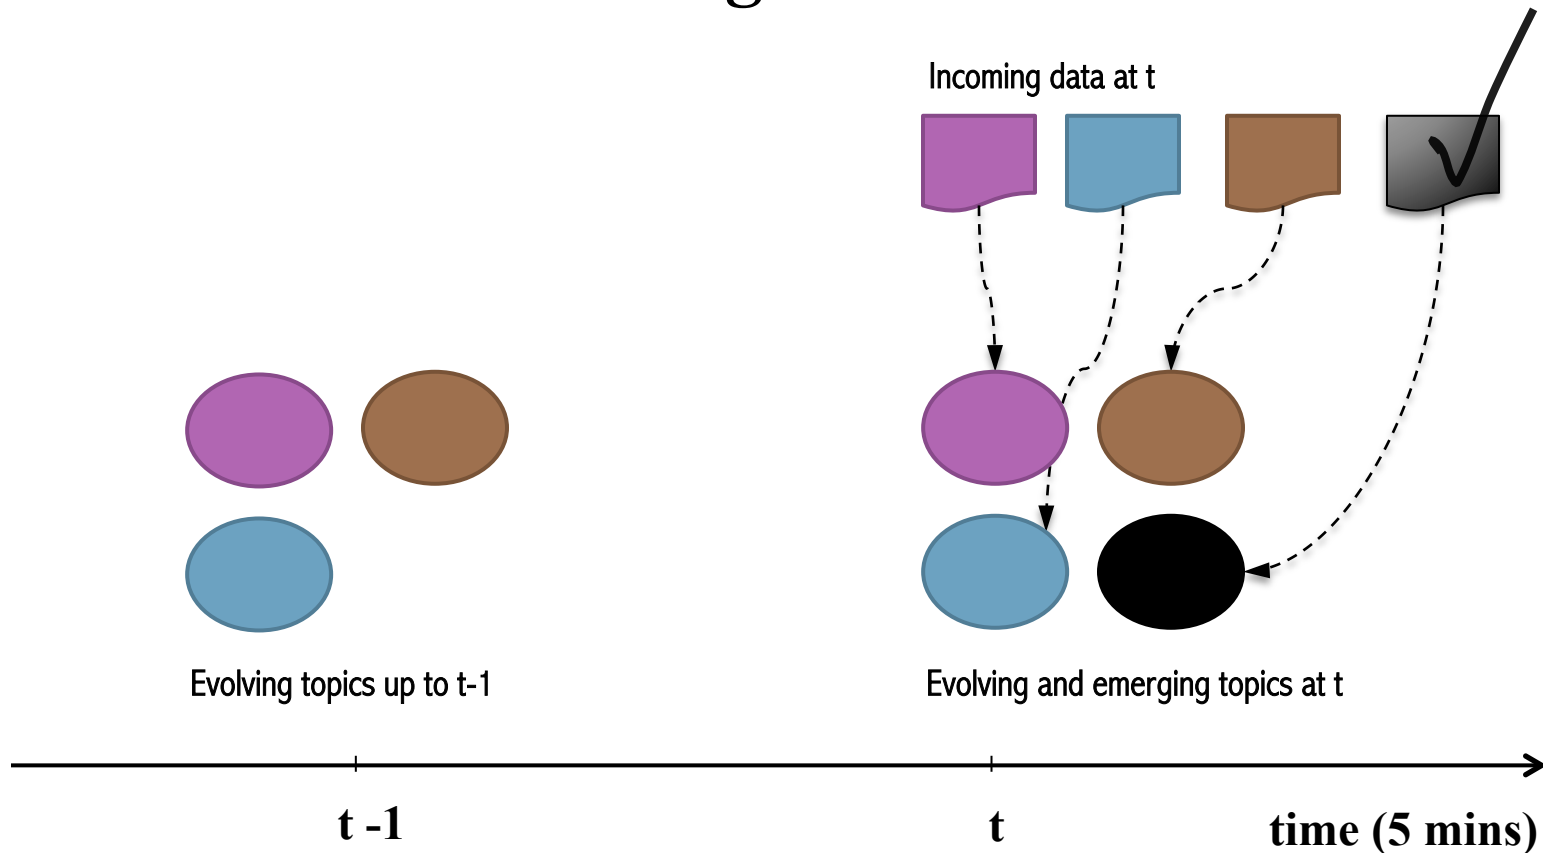 Incoming data at t
Evolving topics up to t-1
Evolving and emerging topics at t
t -1
t
time (5 mins)